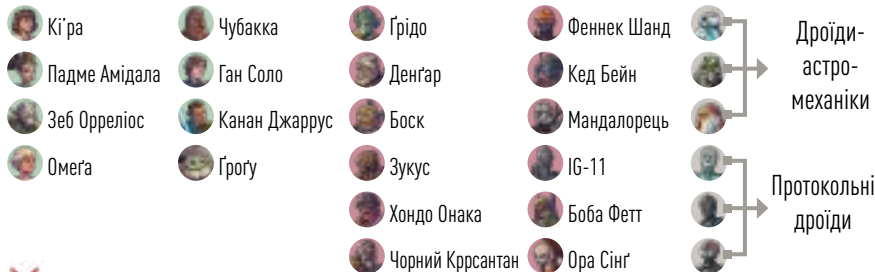 Кі’ра
Падме Амідала
Зеб Орреліос
Омеґа
Чубакка
Ган Соло
Канан Джаррус
Ґроґу
Ґрідо
Денґар
Боск
Зукус
Хондо Онака
Чорний Кррсантан
Феннек Шанд
Кед Бейн
Мандалорець
IG-11
Боба Фетт
Ора Сінґ
Дроїди-
астро-
механіки
Протокольні
дроїди